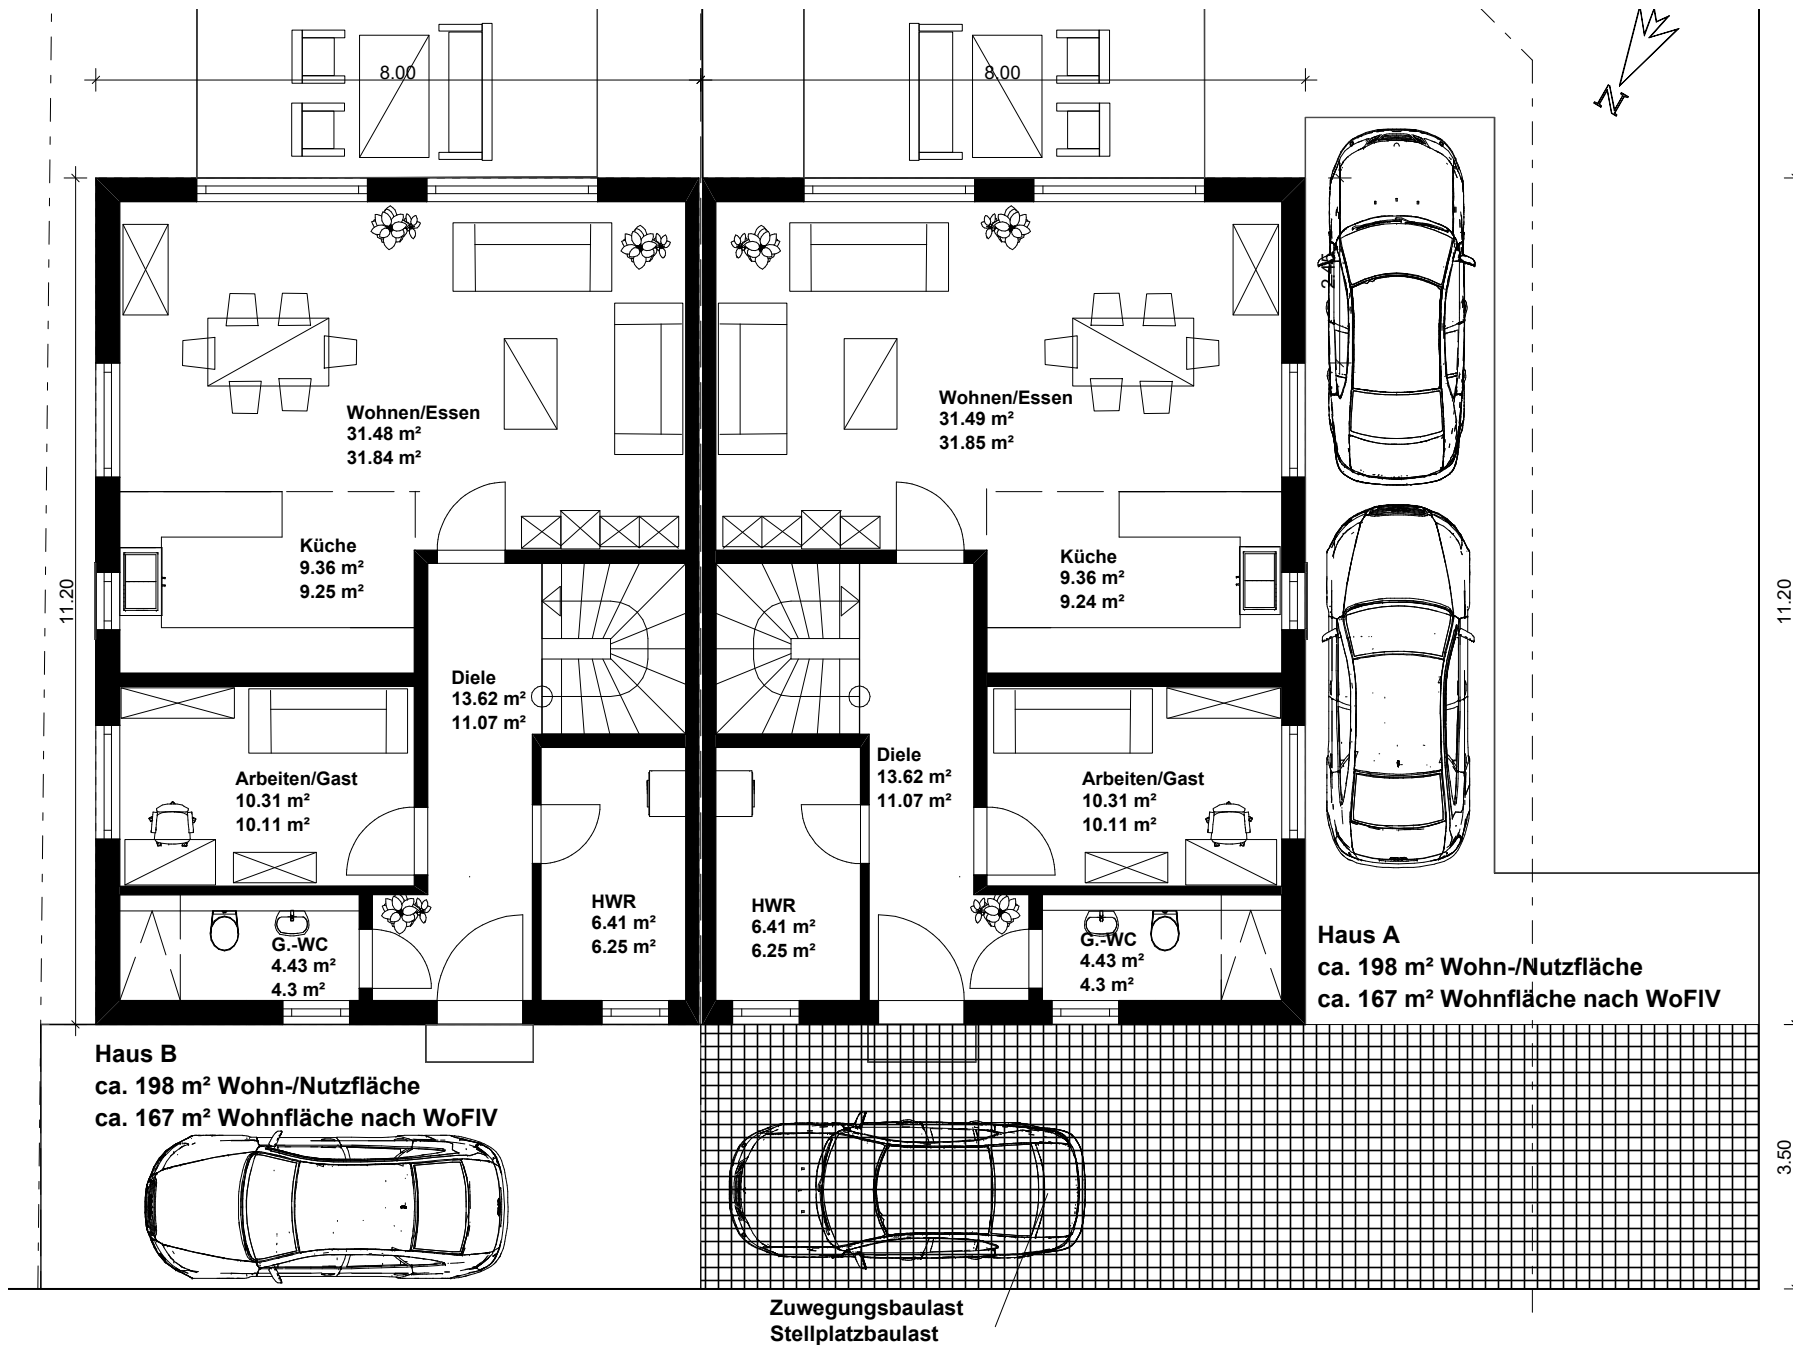 8.00
8.00
N
Wohnen/Essen
31.48 m²
31.84 m²
Wohnen/Essen
31.49 m²
31.85 m²
Küche
9.36 m²
9.25 m²
Küche
9.36 m²
9.24 m²
11.20
11.20
Diele
13.62 m²
11.07 m²
Diele
13.62 m²
11.07 m²
Arbeiten/Gast
10.31 m²
10.11 m²
Arbeiten/Gast
10.31 m²
10.11 m²
HWR
6.41 m²
6.25 m²
HWR
6.41 m²
6.25 m²
G.-WC
4.43 m²
4.3 m²
G.-WC
4.43 m²
4.3 m²
Haus A
ca. 198 m² Wohn-/Nutzfläche
ca. 167 m² Wohnfläche nach WoFlV
Haus B
ca. 198 m² Wohn-/Nutzfläche
ca. 167 m² Wohnfläche nach WoFlV
3.50
Zuwegungsbaulast
Stellplatzbaulast